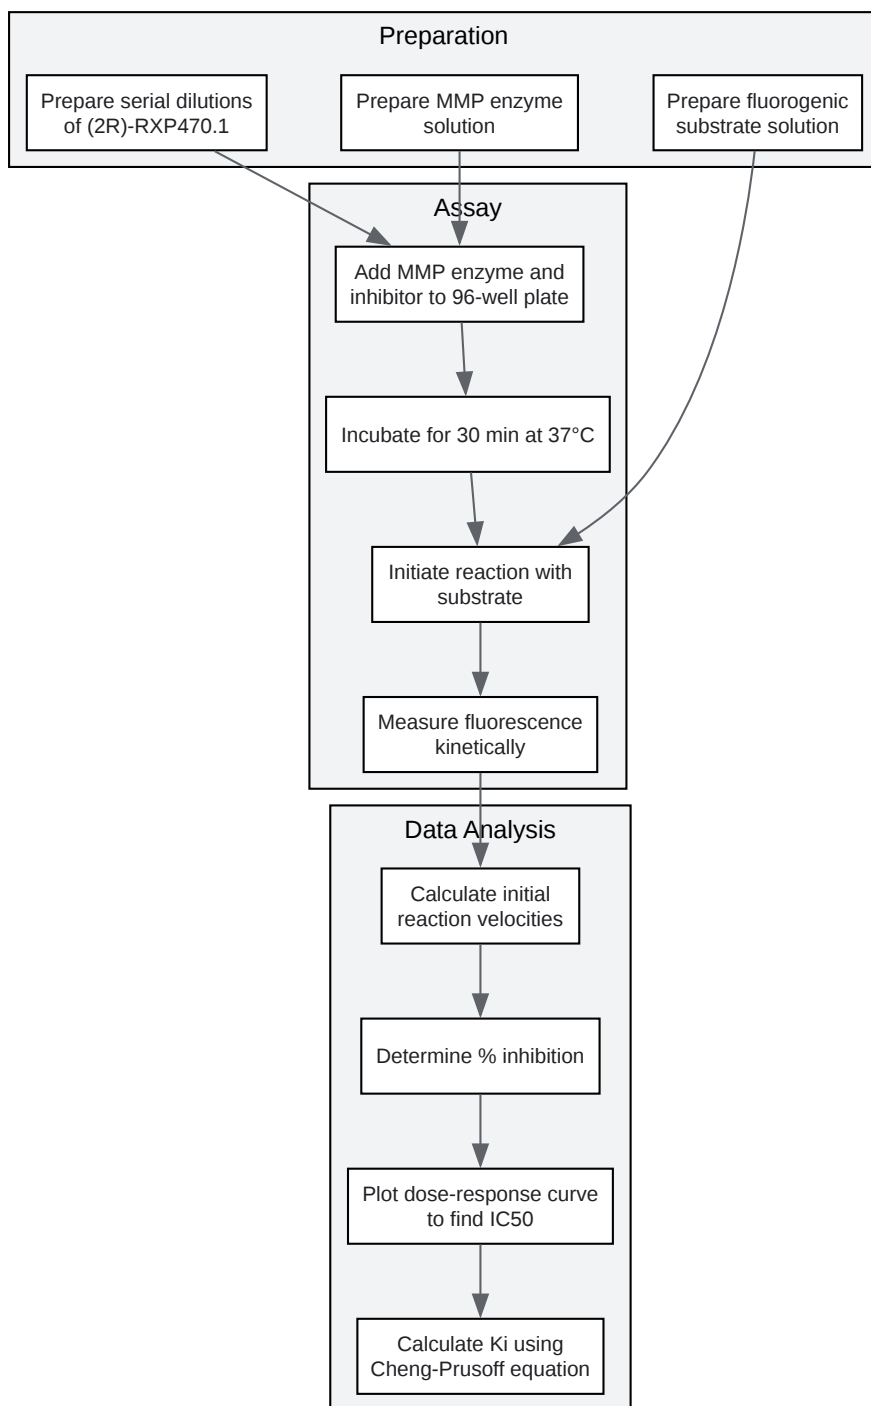 Preparation
Prepare serial dilutions
of (2R)-RXP470.1
Prepare MMP enzyme
solution
Prepare fluorogenic
substrate solution
Assay
Add MMP enzyme and
inhibitor to 96-well plate
Incubate for 30 min at 37°C
Initiate reaction with
substrate
Measure fluorescence
kinetically
Data Analysis
Calculate initial
reaction velocities
Determine % inhibition
Plot dose-response curve
to find IC50
Calculate Ki using
Cheng-Prusoff equation